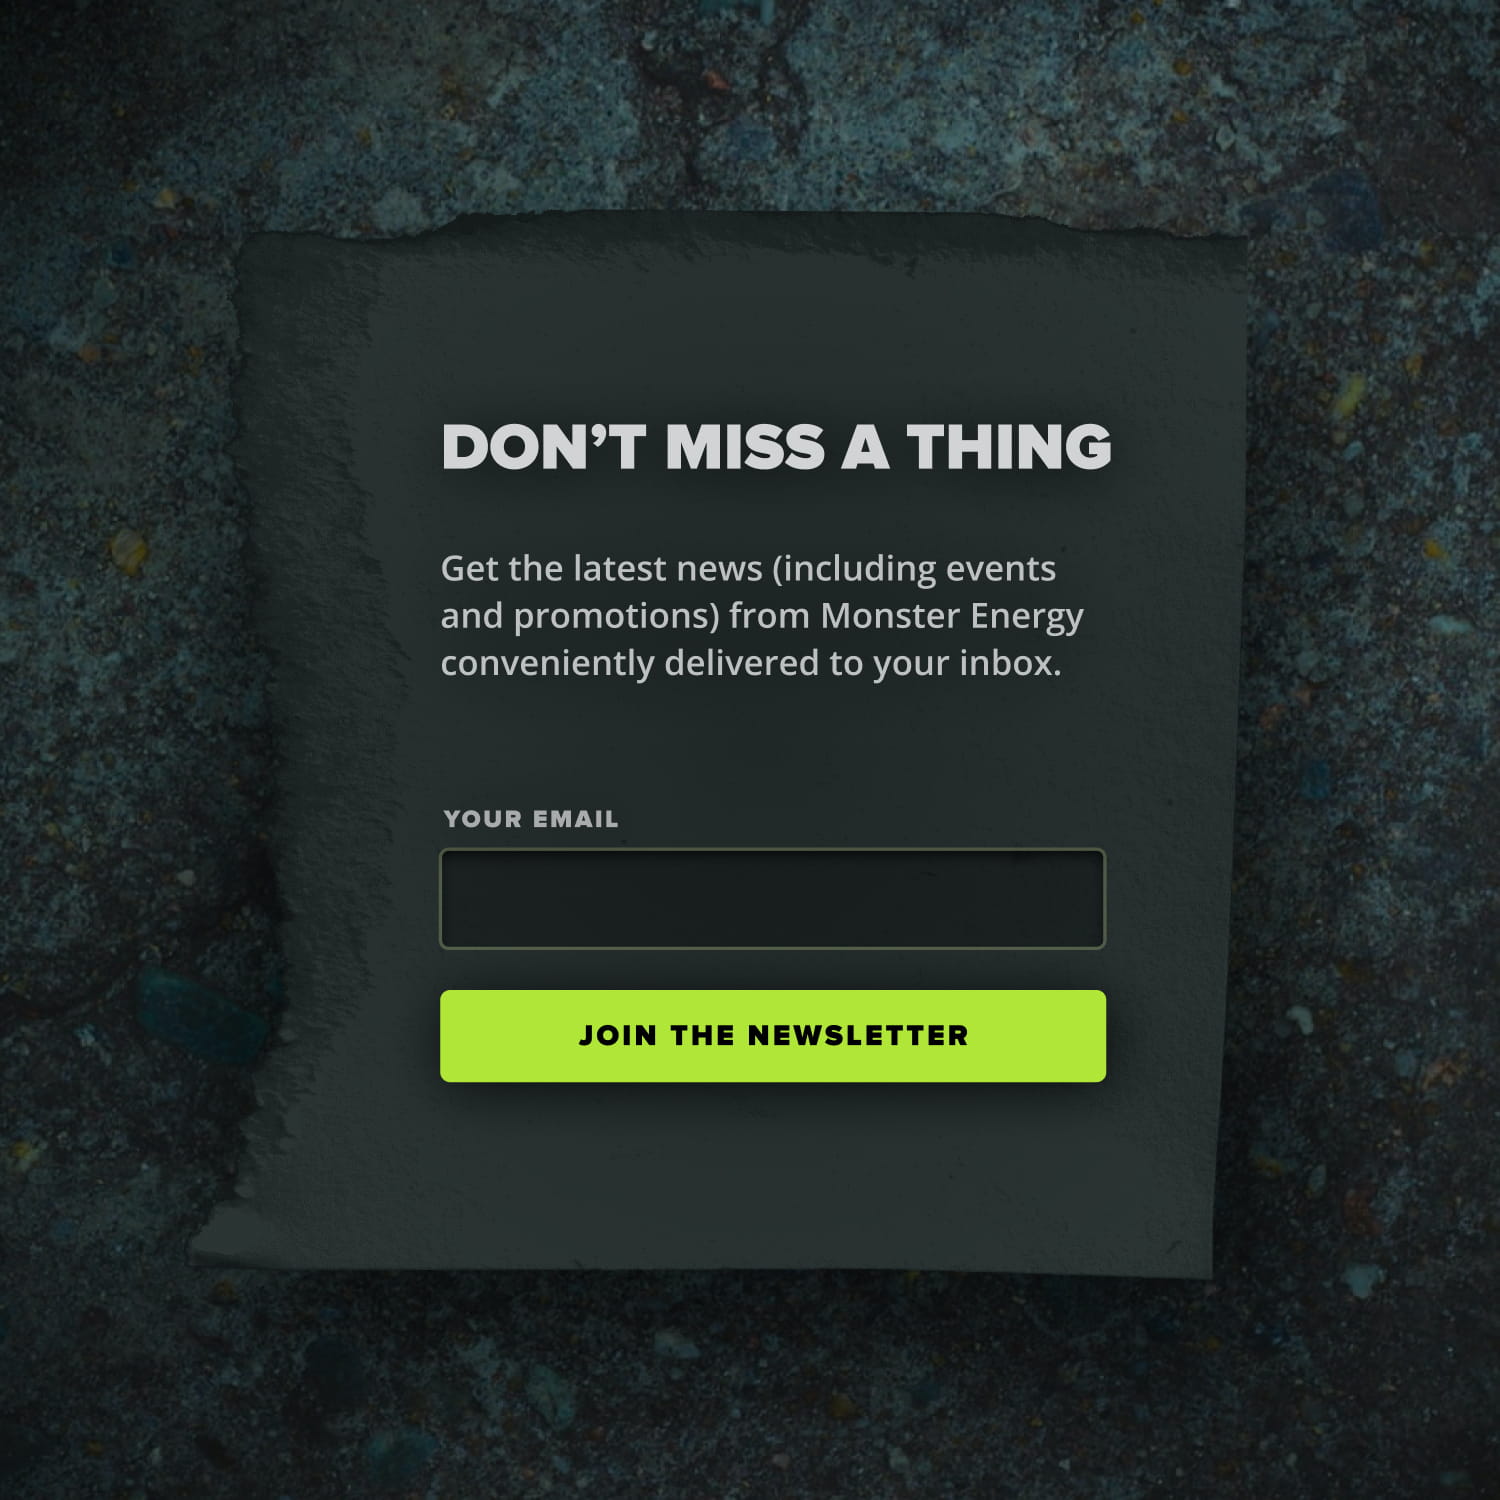 DON’T MISS A THING
Get the latest news (including events
and promotions) from Monster Energy
conveniently delivered to your inbox.
YOUR EMAIL
JOIN THE NEWSLETTER